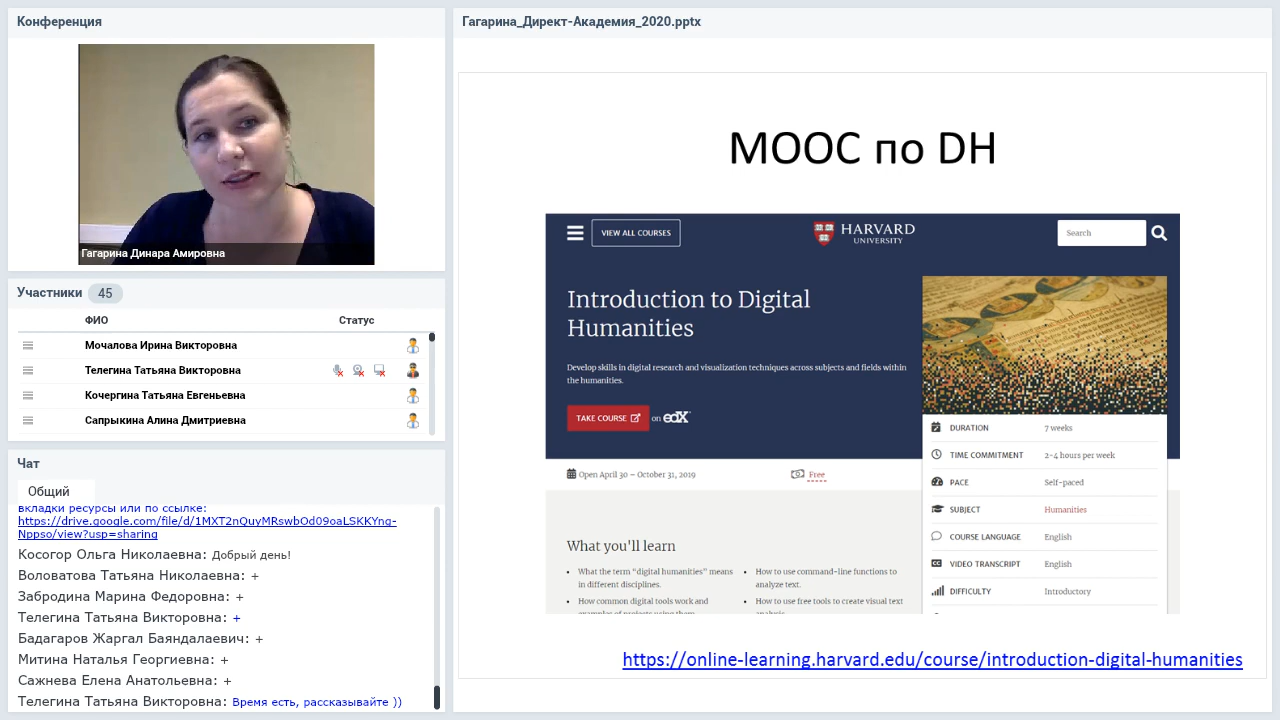 Конференция
Гагарина Динара Амировна
Участники 45
ФИО Статус
Мочалова Ирина Викторовна
Телегина Татьяна Викторовна
Кочергина Татьяна Евгеньевна
Сапрыкина Алина Дмитриевна
Чат
Общий
вкладки ресурсы или по ссылке:
https://drive.google.com/file/d/1MXT2nQuyMRswbOd09oaLSKKYng-
Nppso/view?usp=sharing
Косогор Ольга Николаевна: Добрый день!
Воловатова Татьяна Николаевна: +
Забродина Марина Федоровна: +
Телегина Татьяна Викторовна: +
Бадагаров Жаргал Баяндалаевич: +
Митина Наталья Георгиевна: +
Сажнева Елена Анатольевна: +
Телегина Татьяна Викторовна: Время есть, рассказывайте ))
Гагарина_Директ-Академия_2020.pptx
МООС по DH
VIEW ALL COURSES
HARVARD
UNIVERSITY
Search
Introduction to Digital
Humanities
Develop skills in digital research and visualization techniques across subjects and fields within
the humanities.
TAKE COURSE on edX
Open April 30 – October 31, 2019 Free
DURATION 7 weeks
TIME COMMITMENT 2-4 hours per week
PACE Self-paced
SUBJECT Humanities
COURSE LANGUAGE English
VIDEO TRANSCRIPT English
DIFFICULTY Introductory
What you'll learn
• What the term "digital humanities" means
in different disciplines.
• How common digital tools work and
examples of projects using them.
• How to use command-line functions to
analyze text.
• How to use free tools to create visual text
analysis.
https://online-learning.harvard.edu/course/introduction-digital-humanities